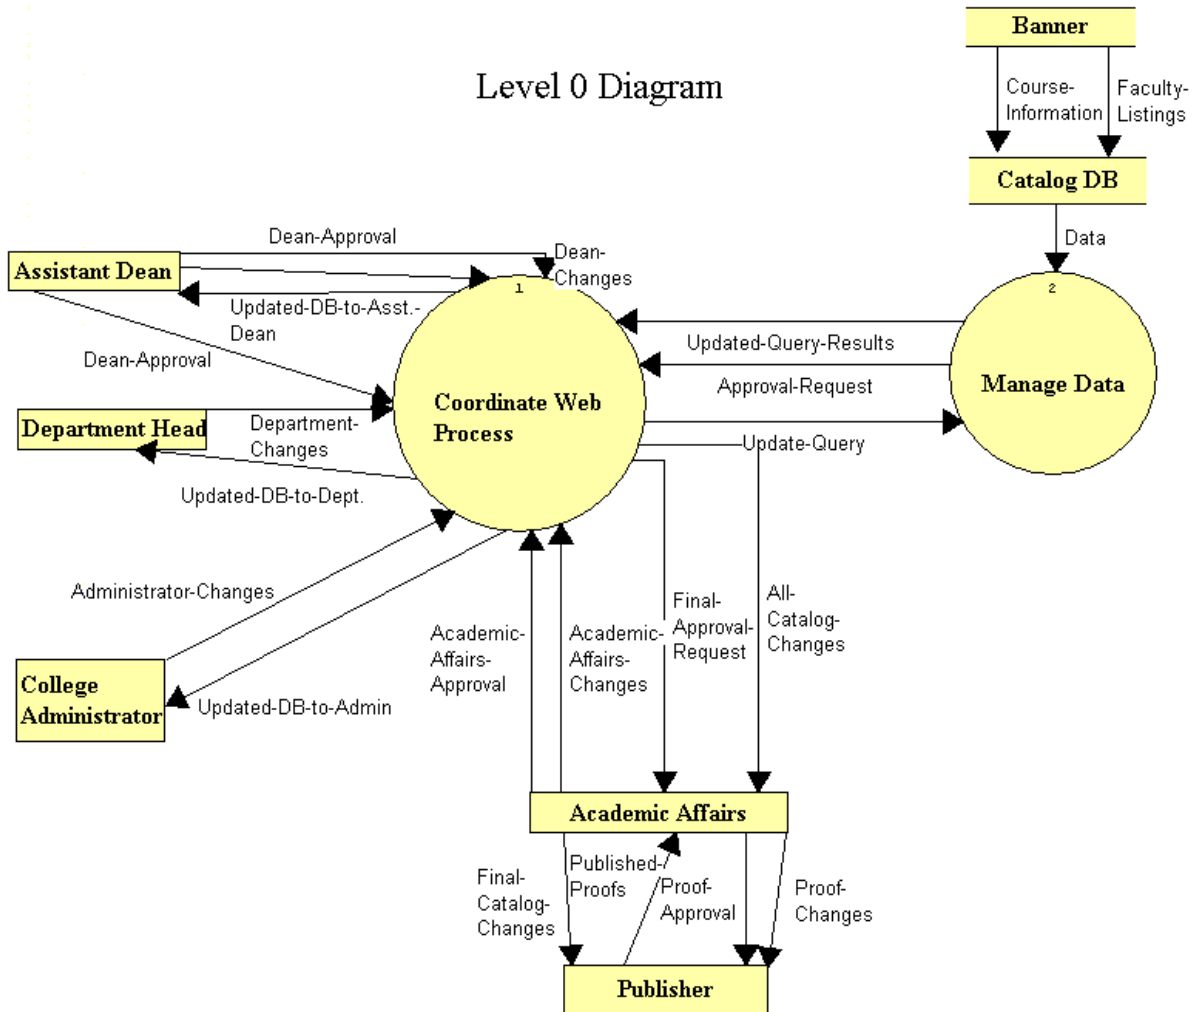 Banner
Level 0 Diagram
Course-
Information
Faculty-
Listings
Catalog DB
Data
Dean-Approval
Dean-
Changes
Assistant Dean
Updated-DB-to-Asst.-
Dean
Dean-Approval
1
Coordinate Web
Process
2
Manage Data
Updated-Query-Results
Approval-Request
Update-Query
Department Head
Department-
Changes
Updated-DB-to-Dept.
Administrator-Changes
College
Administrator
Updated-DB-to-Admin
Academic-
Affairs-
Approval
Academic-
Affairs-
Changes
Final-
Approval-
Request
All-
Catalog-
Changes
Academic Affairs
Final-
Catalog-
Changes
Published-
Proofs
Proof-
Approval
Proof-
Changes
Publisher